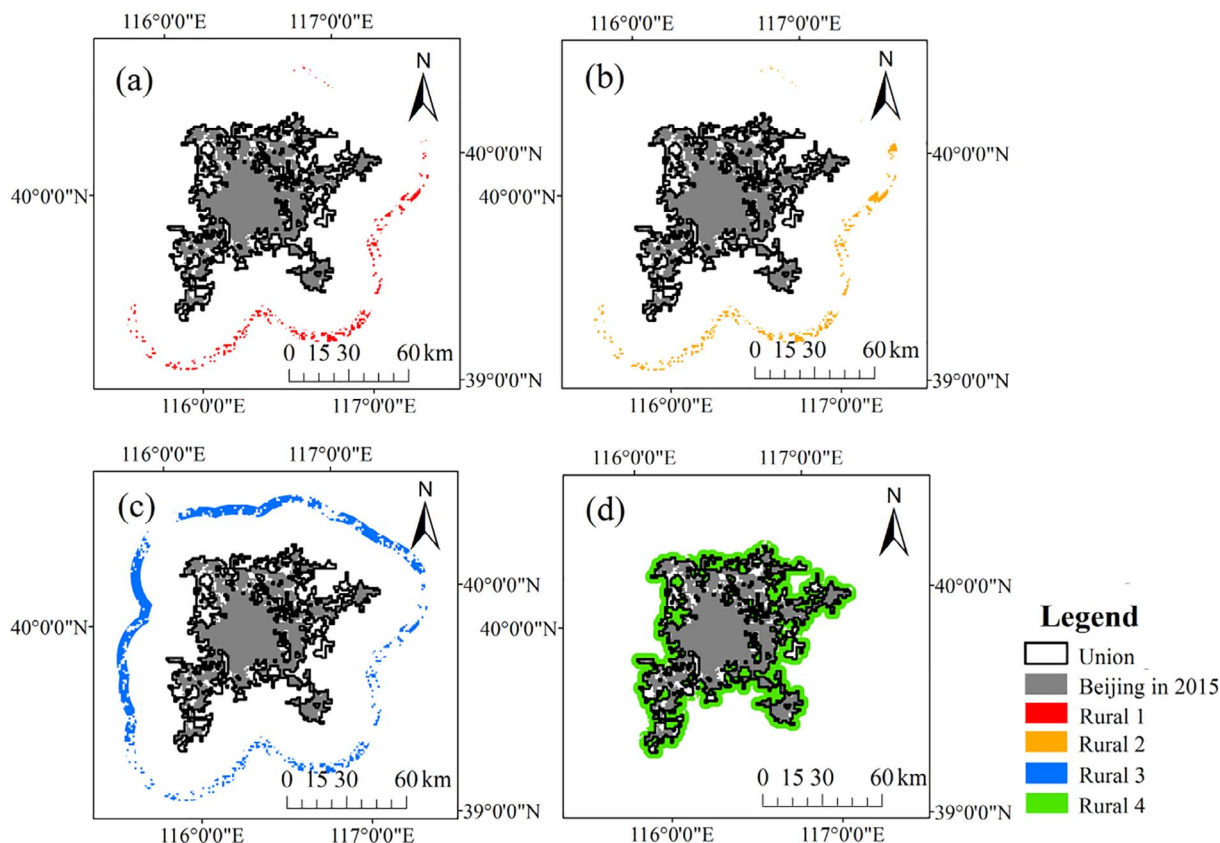 116°0'0"E 117°0'0"E
116°0'0"E 117°0'0"E
(a)
N
(b)
N
40°0'0"N
40°0'0"N
40°0'0"N
40°0'0"N
0 15 30 60 km
0 15 30 60 km
39°0'0"N
39°0'0"N
116°0'0"E 117°0'0"E
116°0'0"E 117°0'0"E
116°0'0"E 117°0'0"E
116°0'0"E 117°0'0"E
(c)
N
(d)
N
40°0'0"N
40°0'0"N
40°0'0"N
40°0'0"N
0 15 30 60 km
0 15 30 60 km
39°0'0"N
39°0'0"N
116°0'0"E 117°0'0"E
116°0'0"E 117°0'0"E
Legend
Union
Beijing in 2015
Rural 1
Rural 2
Rural 3
Rural 4